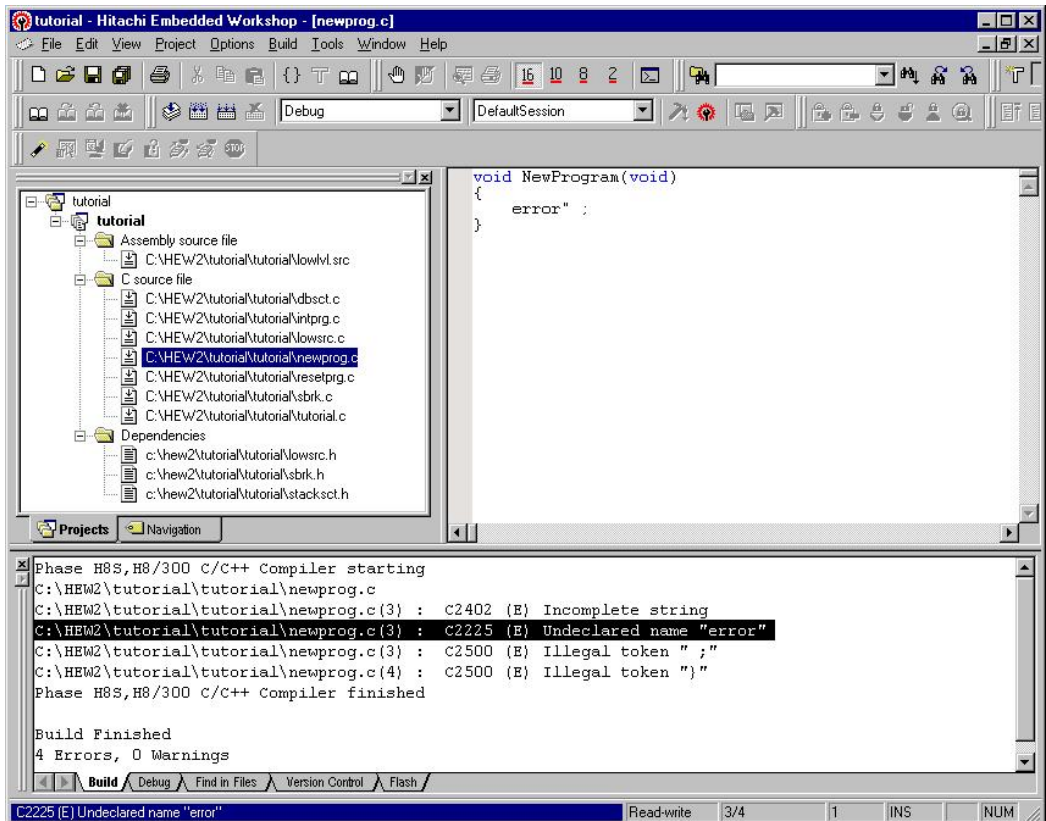 tutorial - Hitachi Embedded Workshop - [newprog.c]
File Edit View Project Options Build Tools Window Help
16 10 8 2
Debug DefaultSession
STOP
tutorial
tutorial
Assembly source file
C:\HEW2\tutorial\tutorial\lowlvl.src
C source file
C:\HEW2\tutorial\tutorial\dbsct.c
C:\HEW2\tutorial\tutorial\intprg.c
C:\HEW2\tutorial\tutorial\lowsrc.c
C:\HEW2\tutorial\tutorial\newprog.c
C:\HEW2\tutorial\tutorial\resetprg.c
C:\HEW2\tutorial\tutorial\sbrk.c
C:\HEW2\tutorial\tutorial\tutorial.c
Dependencies
c:\hew2\tutorial\tutorial\lowsrc.h
c:\hew2\tutorial\tutorial\sbrk.h
c:\hew2\tutorial\tutorial\stacksct.h
Projects Navigation
void NewProgram(void)
{
error" ;
}
Phase H8S,H8/300 C/C++ Compiler starting
C:\HEW2\tutorial\tutorial\newprog.c
C:\HEW2\tutorial\tutorial\newprog.c(3) : C2402 (E) Incomplete string
C:\HEW2\tutorial\tutorial\newprog.c(3) : C2225 (E) Undeclared name "error"
C:\HEW2\tutorial\tutorial\newprog.c(3) : C2500 (E) Illegal token " ;"
C:\HEW2\tutorial\tutorial\newprog.c(4) : C2500 (E) Illegal token "}"
Phase H8S,H8/300 C/C++ Compiler finished
Build Finished
4 Errors, 0 Warnings
Build Debug Find in Files Version Control Flash
C2225 (E) Undeclared name "error" Read-write 3/4 1 INS NUM